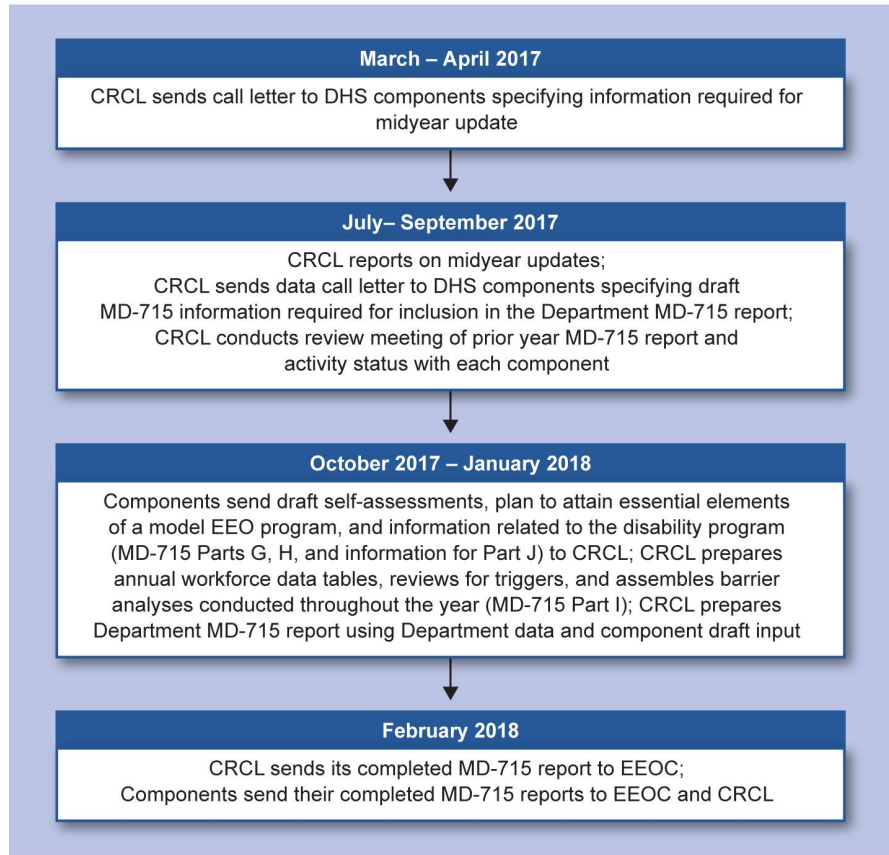 March – April 2017
CRCL sends call letter to DHS components specifying information required for
midyear update
July– September 2017
CRCL reports on midyear updates;
CRCL sends data call letter to DHS components specifying draft
MD-715 information required for inclusion in the Department MD-715 report;
CRCL conducts review meeting of prior year MD-715 report and
activity status with each component
October 2017 – January 2018
Components send draft self-assessments, plan to attain essential elements
of a model EEO program, and information related to the disability program
(MD-715 Parts G, H, and information for Part J) to CRCL; CRCL prepares
annual workforce data tables, reviews for triggers, and assembles barrier
analyses conducted throughout the year (MD-715 Part I); CRCL prepares
Department MD-715 report using Department data and component draft input
February 2018
CRCL sends its completed MD-715 report to EEOC;
Components send their completed MD-715 reports to EEOC and CRCL